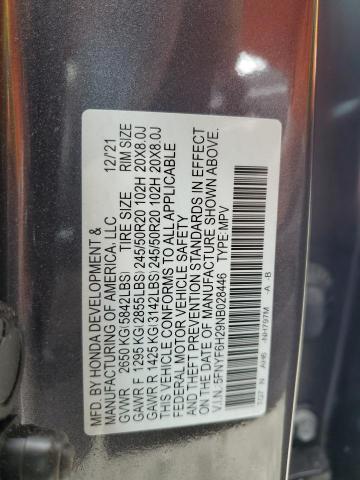 MFD. BY HONDA DEVELOPMENT &
MANUFACTURING OF AMERICA, LLC. 12/21
GVWR 2650 KG(5842LBS) TIRE SIZE RIM SIZE
GAWR F 1295 KG(2855LBS)245/50R20 102H 20X8.0J
GAWR R 1425 KG(3142LBS)245/50R20 102H 20X8.0J
THIS VEHICLE CONFORMS TO ALL APPLICABLE
FEDERAL MOTOR VEHICLE SAFETY
AND THEFT PREVENTION STANDARDS IN EFFECT
ON THE DATE OF MANUFACTURE SHOWN ABOVE.
V.I.N.:5FNYF6H29NB028446 TYPE:MPV
TG7 N AH6 NH797M A -B